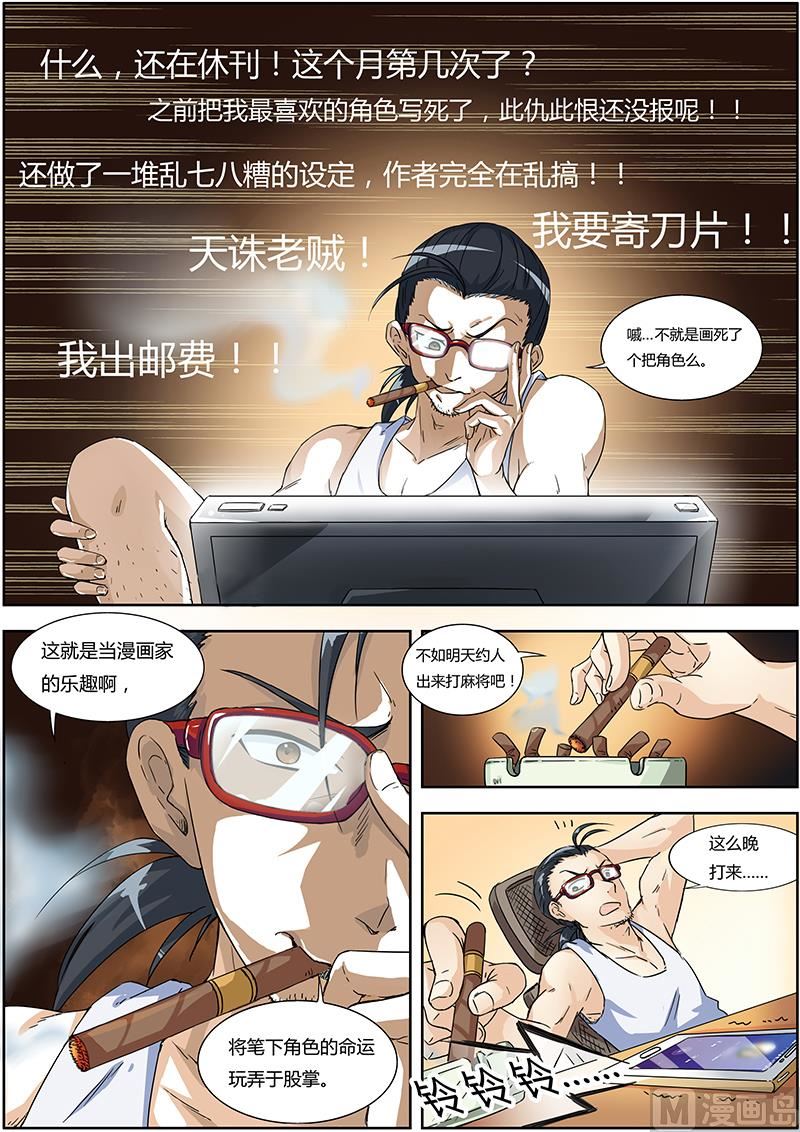 什么，还在休刊！这个月第几次了？
之前把我最喜欢的角色写死了，此仇此恨还没报呢！！
还做了一堆乱七八糟的设定，作者完全在乱搞！！
我要寄刀片！！
天诛老贼！
我出邮费！！
嘁…不就是画死了
个把角色么。
这就是当漫画家
的乐趣啊，
将笔下角色的命运
玩弄于股掌。
不如明天约人
出来打麻将吧！
这么晚
打来……
铃铃铃……
M 漫画岛